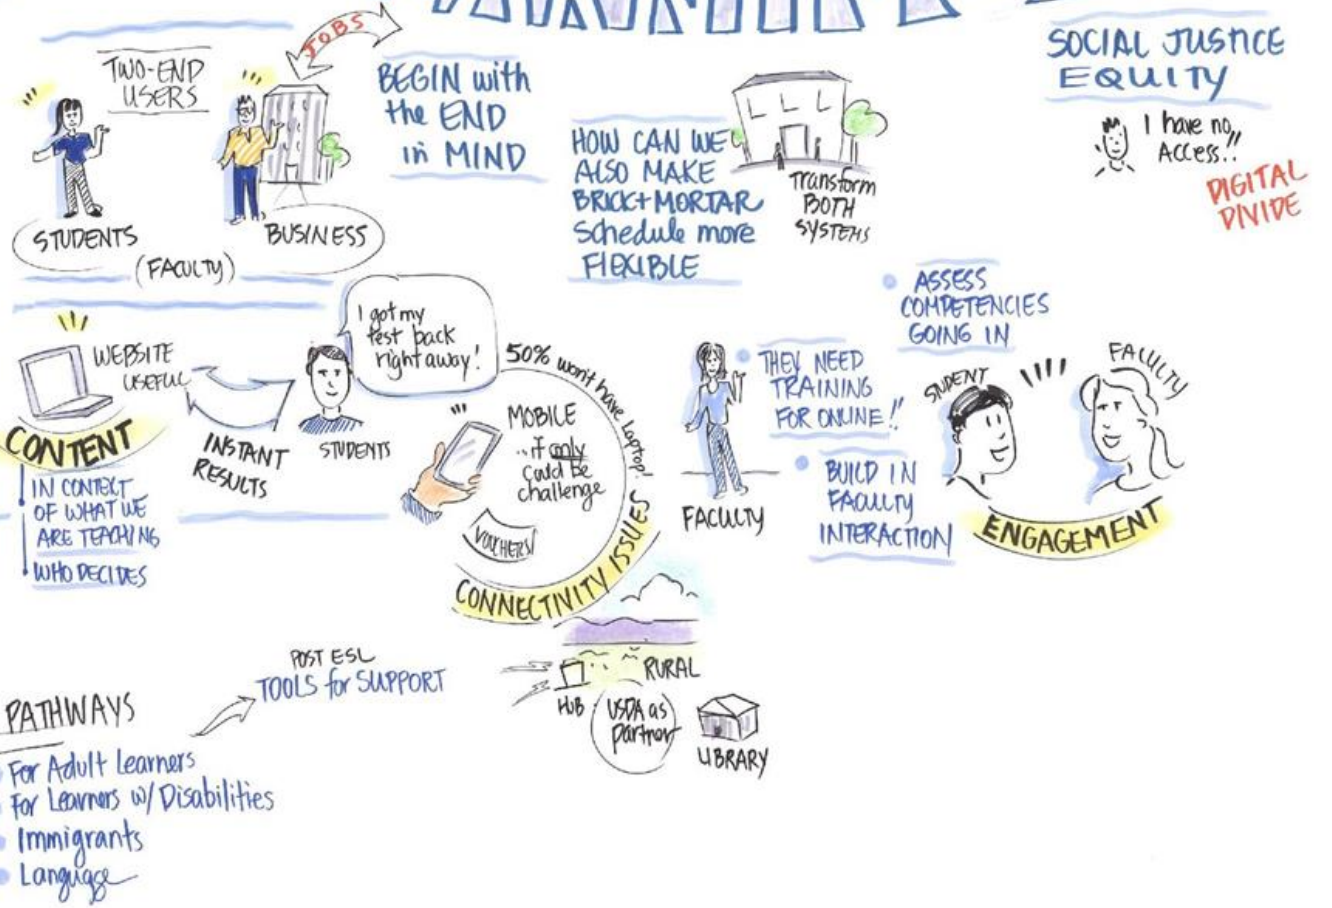 JOBS
TWO-END
USERS
STUDENTS
BUSINESS
(FACULTY)
BEGIN with
the END
in MIND
HOW CAN WE
ALSO MAKE
BRICK+MORTAR
Schedule more
FLEXIBLE
Transform
BOTH
SYSTEMS
SOCIAL JUSTICE
EQUITY
I have no
Access!!
DIGITAL
DIVIDE
WEBSITE
USEFUL
CONTENT
IN CONTEXT
OF WHAT WE
ARE TEACHING
WHO DECIDES
INSTANT
RESULTS
I got my
test back
right away!
STUDENTS
50% won't have laptop!
MOBILE
..if only
could be
challenge
VOUCHERS!
CONNECTIVITY ISSUES
FACULTY
THEY NEED
TRAINING
FOR ONLINE!!
ASSESS
COMPETENCIES
GOING IN
BUILD IN
FACULTY
INTERACTION
STUDENT
FACULTY
ENGAGEMENT
RURAL
HUB
USDA as
partner
LIBRARY
POST ESL
TOOLS for SUPPORT
PATHWAYS
For Adult Learners
For Learners w/ Disabilities
Immigrants
Language